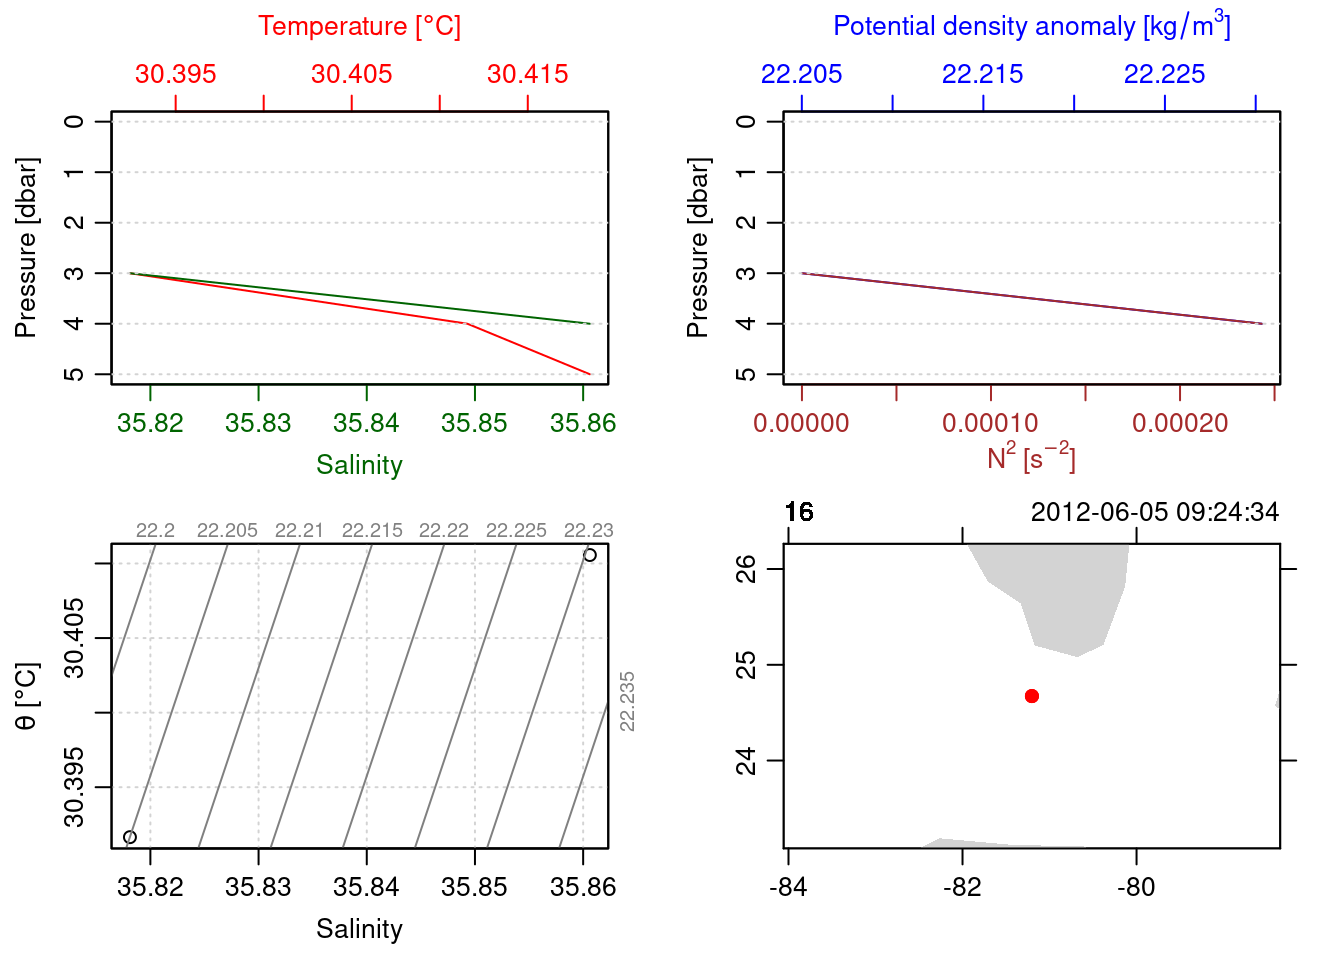 Temperature [°C]
30.395 30.405 30.415
Pressure [dbar]
0 1 2 3 4 5
35.82 35.83 35.84 35.85 35.86
Salinity
Potential density anomaly [kg/m³]
22.205 22.215 22.225
Pressure [dbar]
0 1 2 3 4 5
0.00000 0.00010 0.00020
N² [s⁻²]
22.2 22.205 22.21 22.215 22.22 22.225 22.23
22.235
θ [°C]
30.395 30.405
35.82 35.83 35.84 35.85 35.86
Salinity
16 2012-06-05 09:24:34
26
25
24
-84 -82 -80